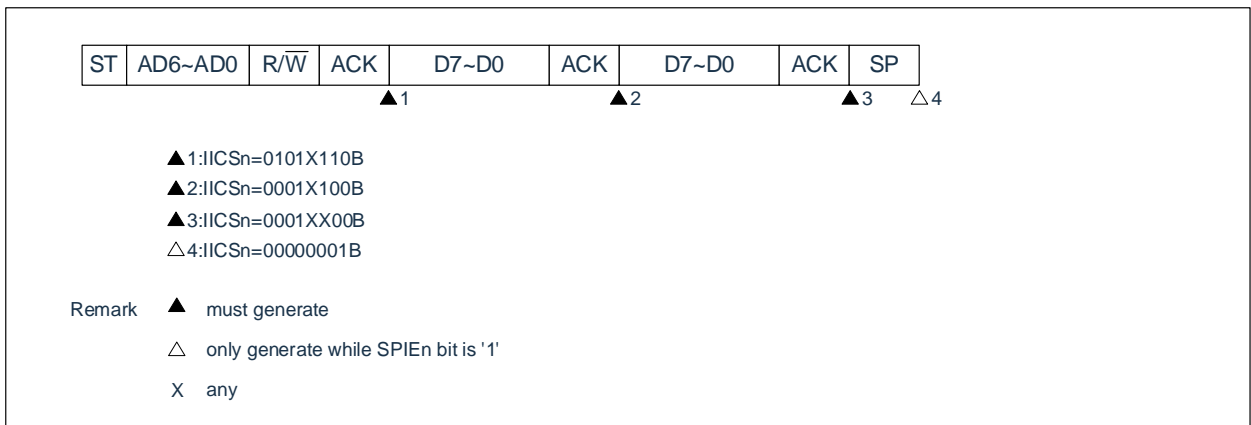 ST AD6~AD0 R/W̅ ACK D7~D0 ACK D7~D0 ACK SP
▲1 ▲2 ▲3 △4
▲1:IICSn=0101X110B
▲2:IICSn=0001X100B
▲3:IICSn=0001XX00B
△4:IICSn=00000001B
Remark ▲ must generate
△ only generate while SPIEn bit is '1'
X any